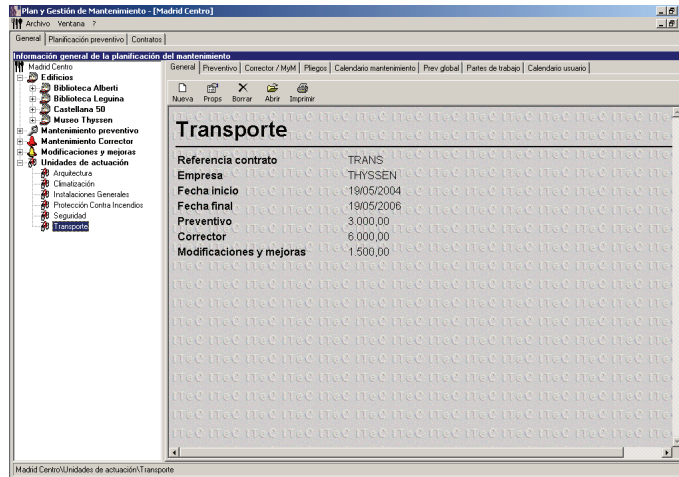 Plan y Gestión de Mantenimiento - [Madrid Centro]
Archivo Ventana ?
General Planificación preventivo Contratos
Información general de la planificación del mantenimiento
Madrid Centro
Edificios
Biblioteca Alberti
Biblioteca Leguina
Castellana 50
Museo Thyssen
Mantenimiento preventivo
Mantenimiento Corrector
Modificaciones y mejoras
Unidades de actuación
Arquitectura
Climatización
Instalaciones Generales
Protección Contra Incendios
Seguridad
Transporte
General Preventivo Corrector / MyM Pliegos Calendario mantenimiento Prev global Partes de trabajo Calendario usuario
Nueva Props Borrar Abrir Imprimir
Transporte
Referencia contrato TRANS
Empresa THYSSEN
Fecha inicio 19/05/2004
Fecha final 19/05/2006
Preventivo 3.000,00
Corrector 6.000,00
Modificaciones y mejoras 1.500,00
Madrid Centro\Unidades de actuación\Transporte